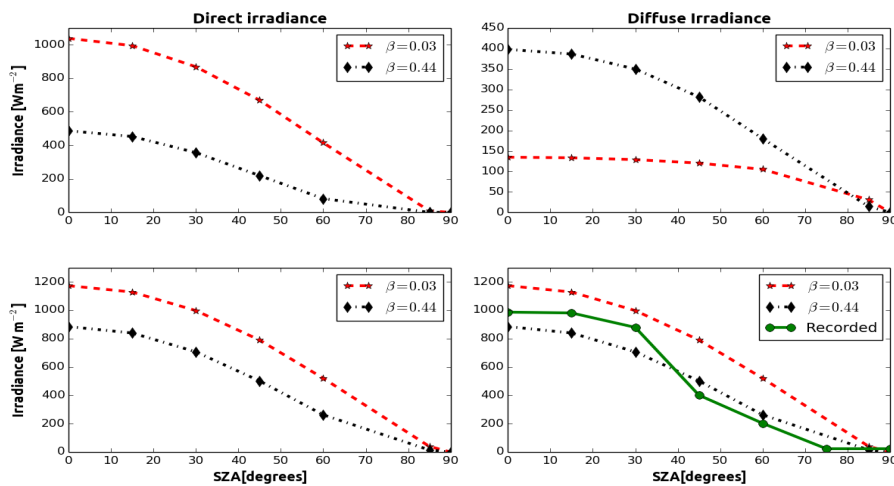 Direct irradiance
Diffuse Irradiance
Irradiance [Wm⁻²]
1000
800
600
400
200
0
β=0.03
β=0.44
0 10 20 30 40 50 60 70 80 90
450
400
350
300
250
200
150
100
50
0
β=0.03
β=0.44
0 10 20 30 40 50 60 70 80 90
Irradiance [W m⁻²]
1200
1000
800
600
400
200
0
β=0.03
β=0.44
0 10 20 30 40 50 60 70 80 90
SZA[degrees]
1200
1000
800
600
400
200
0
β=0.03
β=0.44
Recorded
0 10 20 30 40 50 60 70 80 90
SZA[degrees]